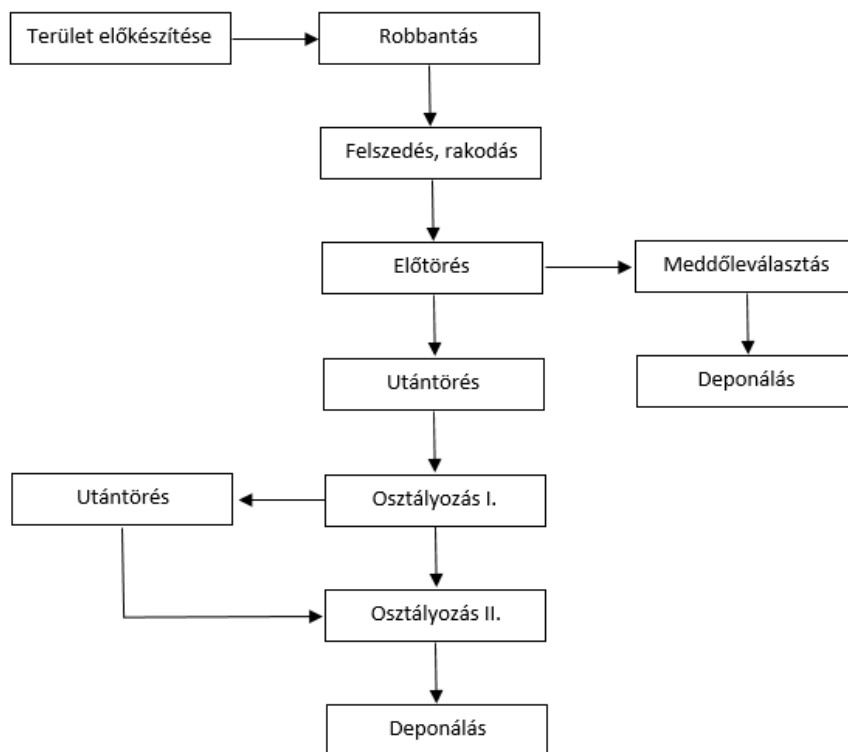 Terület előkészítése
Robbantás
Felszedés, rakodás
Előtörés
Meddőleválasztás
Utántörés
Deponálás
Utántörés
Osztályozás I.
Osztályozás II.
Deponálás